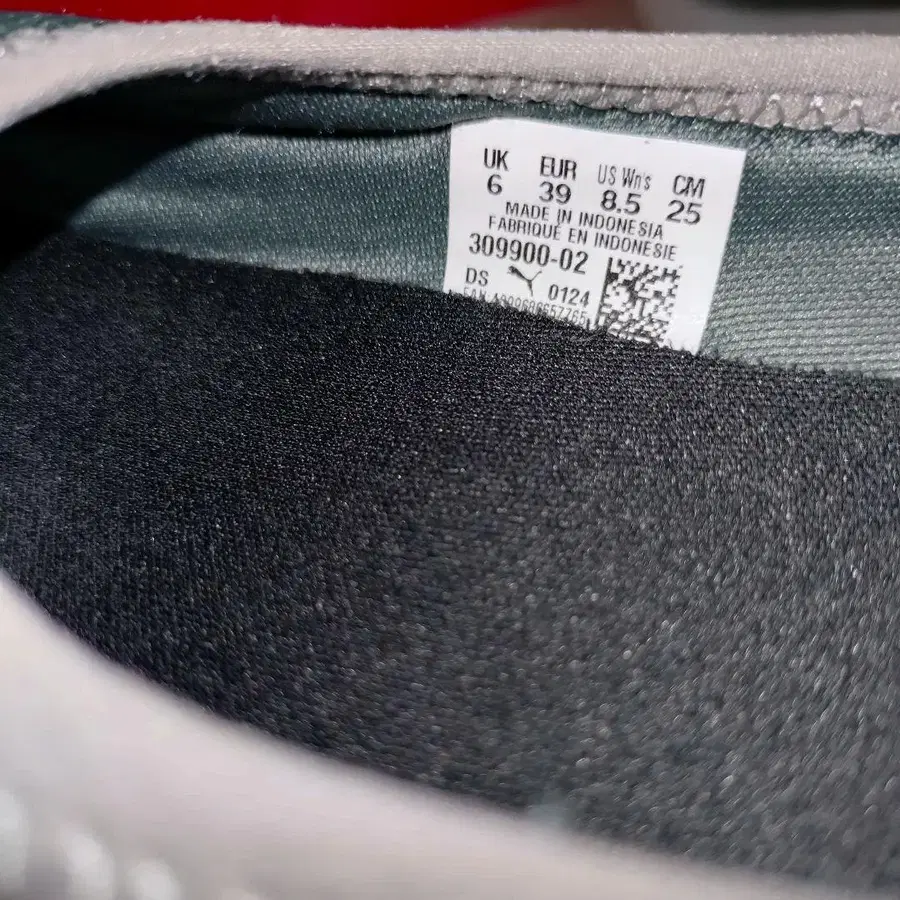 UK EUR US Wn's CM
6 39 8.5 25
MADE IN INDONESIA
FABRIQUÉ EN INDONESIE
309900-02
DS 0124
EAN